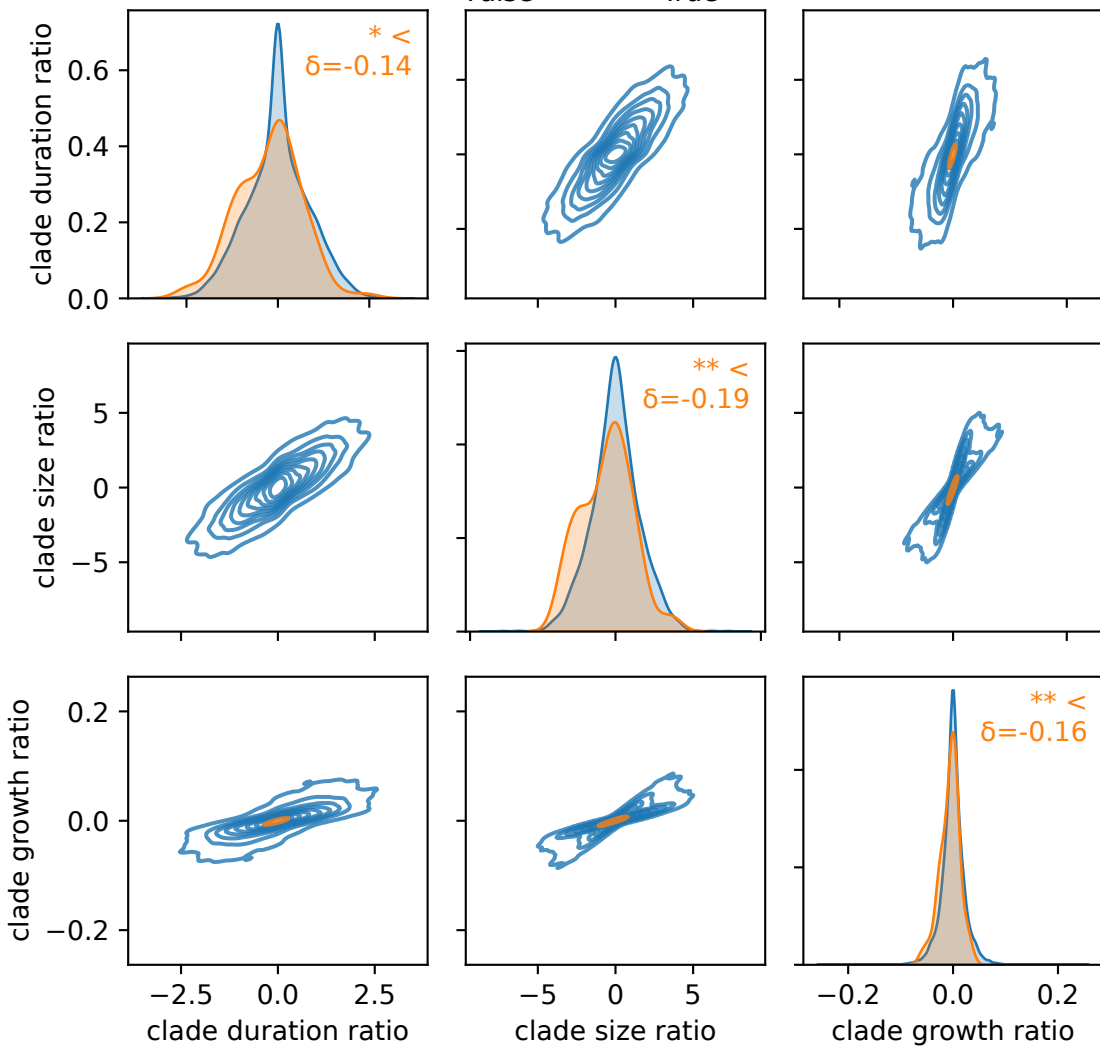 clade duration ratio
0.6
0.4
0.2
0.0
* <
δ=-0.14
clade size ratio
5
0
−5
** <
δ=-0.19
clade growth ratio
0.2
0.0
−0.2
** <
δ=-0.16
−2.5 0.0 2.5
−5 0 5
−0.2 0.0 0.2
clade duration ratio
clade size ratio
clade growth ratio